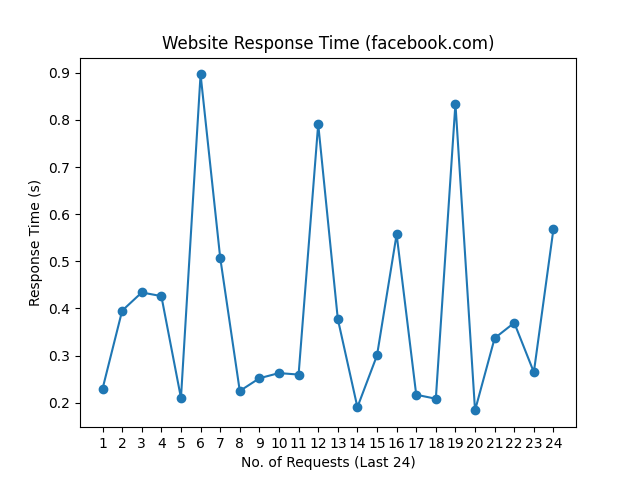 Website Response Time (facebook.com)
Response Time (s)
0.9
0.8
0.7
0.6
0.5
0.4
0.3
0.2
1 2 3 4 5 6 7 8 9 10 11 12 13 14 15 16 17 18 19 20 21 22 23 24
No. of Requests (Last 24)